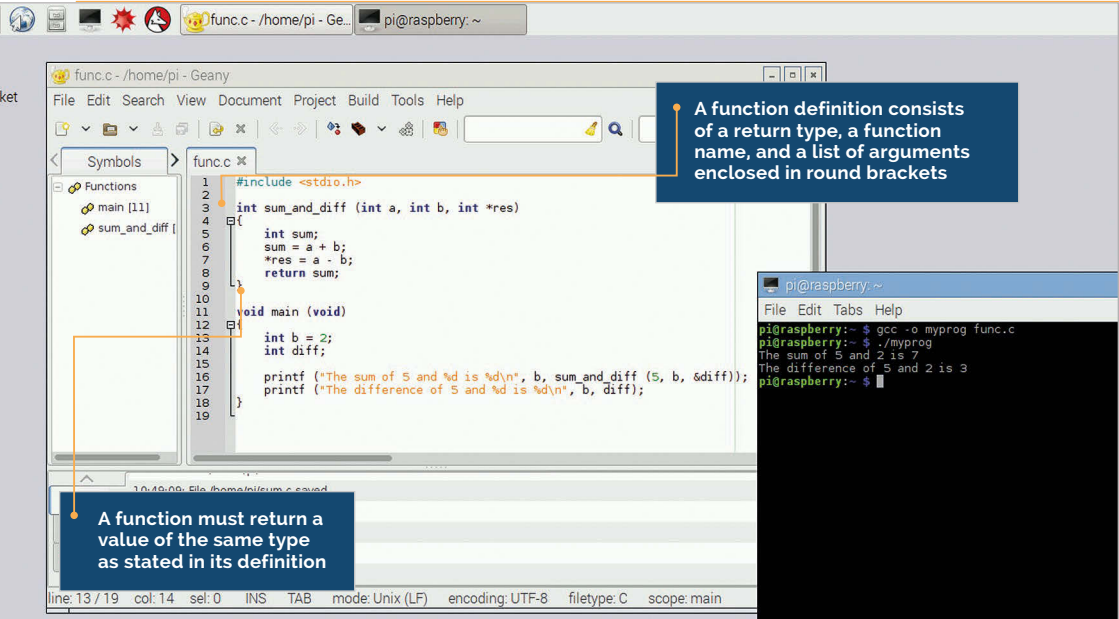 func.c - /home/pi - Ge...
pi@raspberry: ~
ket
func.c - /home/pi - Geany
File Edit Search View Document Project Build Tools Help
A function definition consists
of a return type, a function
name, and a list of arguments
enclosed in round brackets
Symbols
func.c
Functions
main [11]
sum_and_diff [
1 #include <stdio.h>
2
3 int sum_and_diff (int a, int b, int *res)
4 {
5 int sum;
6 sum = a + b;
7 *res = a - b;
8 return sum;
9 }
10
11 void main (void)
12 {
13 int b = 2;
14 int diff;
15
16 printf ("The sum of 5 and %d is %d\n", b, sum_and_diff (5, b, &diff));
17 printf ("The difference of 5 and %d is %d\n", b, diff);
18 }
19
pi@raspberry: ~
File Edit Tabs Help
pi@raspberry:~ $ gcc -o myprog func.c
pi@raspberry:~ $ ./myprog
The sum of 5 and 2 is 7
The difference of 5 and 2 is 3
pi@raspberry:~ $
10:49:09: File /home/pi/sum.c saved
A function must return a
value of the same type
as stated in its definition
line: 13 / 19 col: 14 sel: 0 INS TAB mode: Unix (LF) encoding: UTF-8 filetype: C scope: main